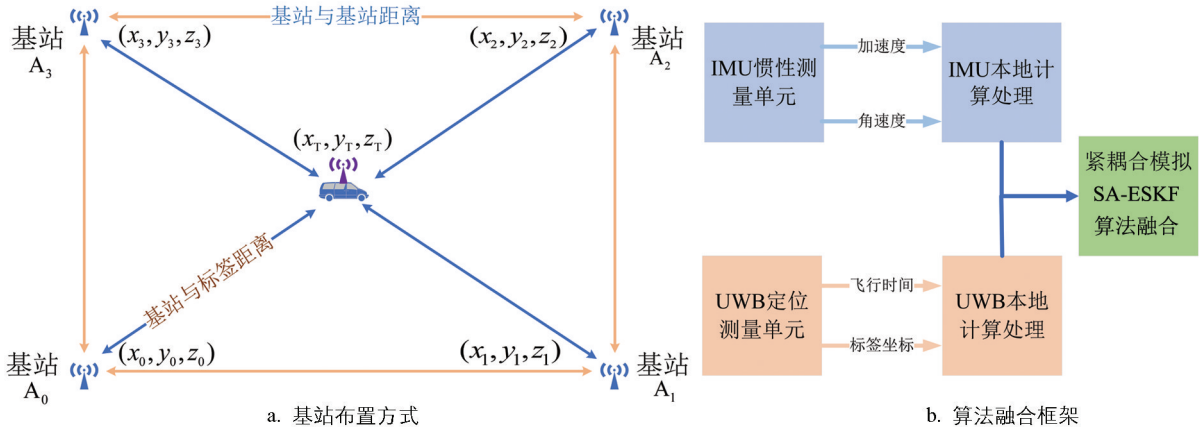 基站与基站距离
基站
A₃
(x₃,y₃,z₃)
(x₂,y₂,z₂)
基站
A₂
(x_T,y_T,z_T)
基站与标签距离
基站
A₀
(x₀,y₀,z₀)
(x₁,y₁,z₁)
基站
A₁
a. 基站布置方式
IMU惯性测
量单元
加速度
角速度
IMU本地计
算处理
紧耦合模拟
SA-ESKF
算法融合
UWB定位
测量单元
飞行时间
标签坐标
UWB本地
计算处理
b. 算法融合框架